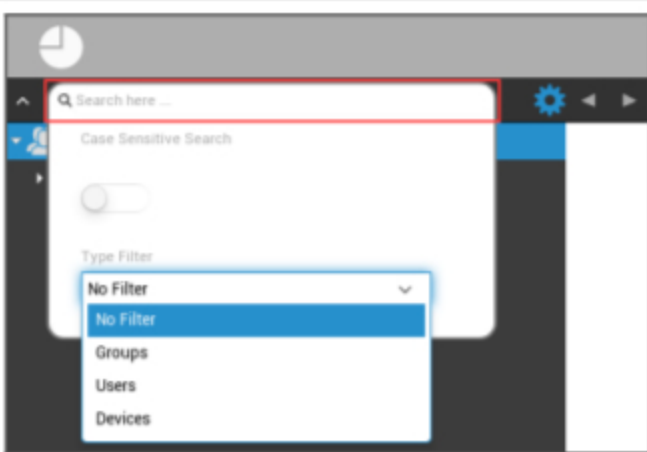 Search here ...
Case Sensitive Search
Type Filter
No Filter
No Filter
Groups
Users
Devices